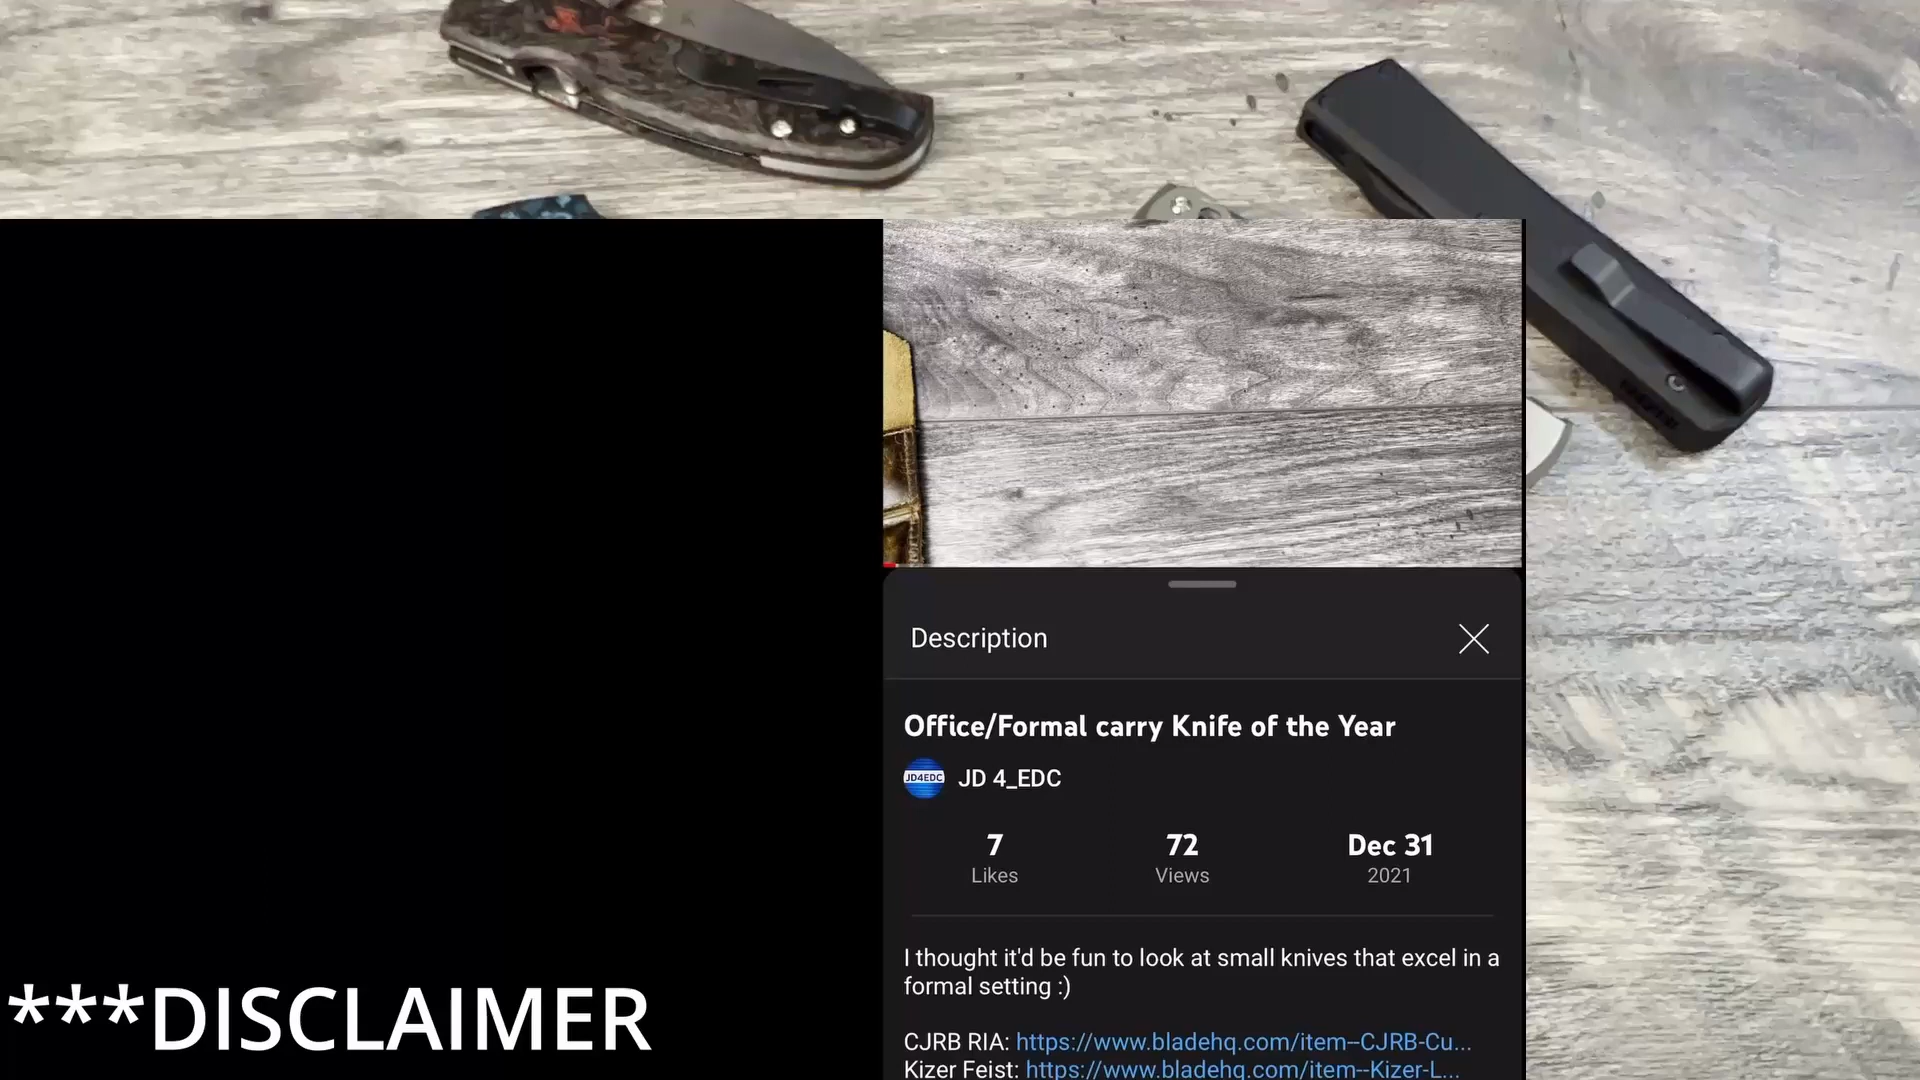 Description
Office/Formal carry Knife of the Year
JD4EDC
JD 4_EDC
7
72
Dec 31
Likes
Views
2021
I thought it'd be fun to look at small knives that excel in a
formal setting :)
CJRB RIA: https://www.bladehq.com/item--CJRB-Cu...
Kizer Feist: https://www.bladehq.com/item--Kizer-L...
***DISCLAIMER